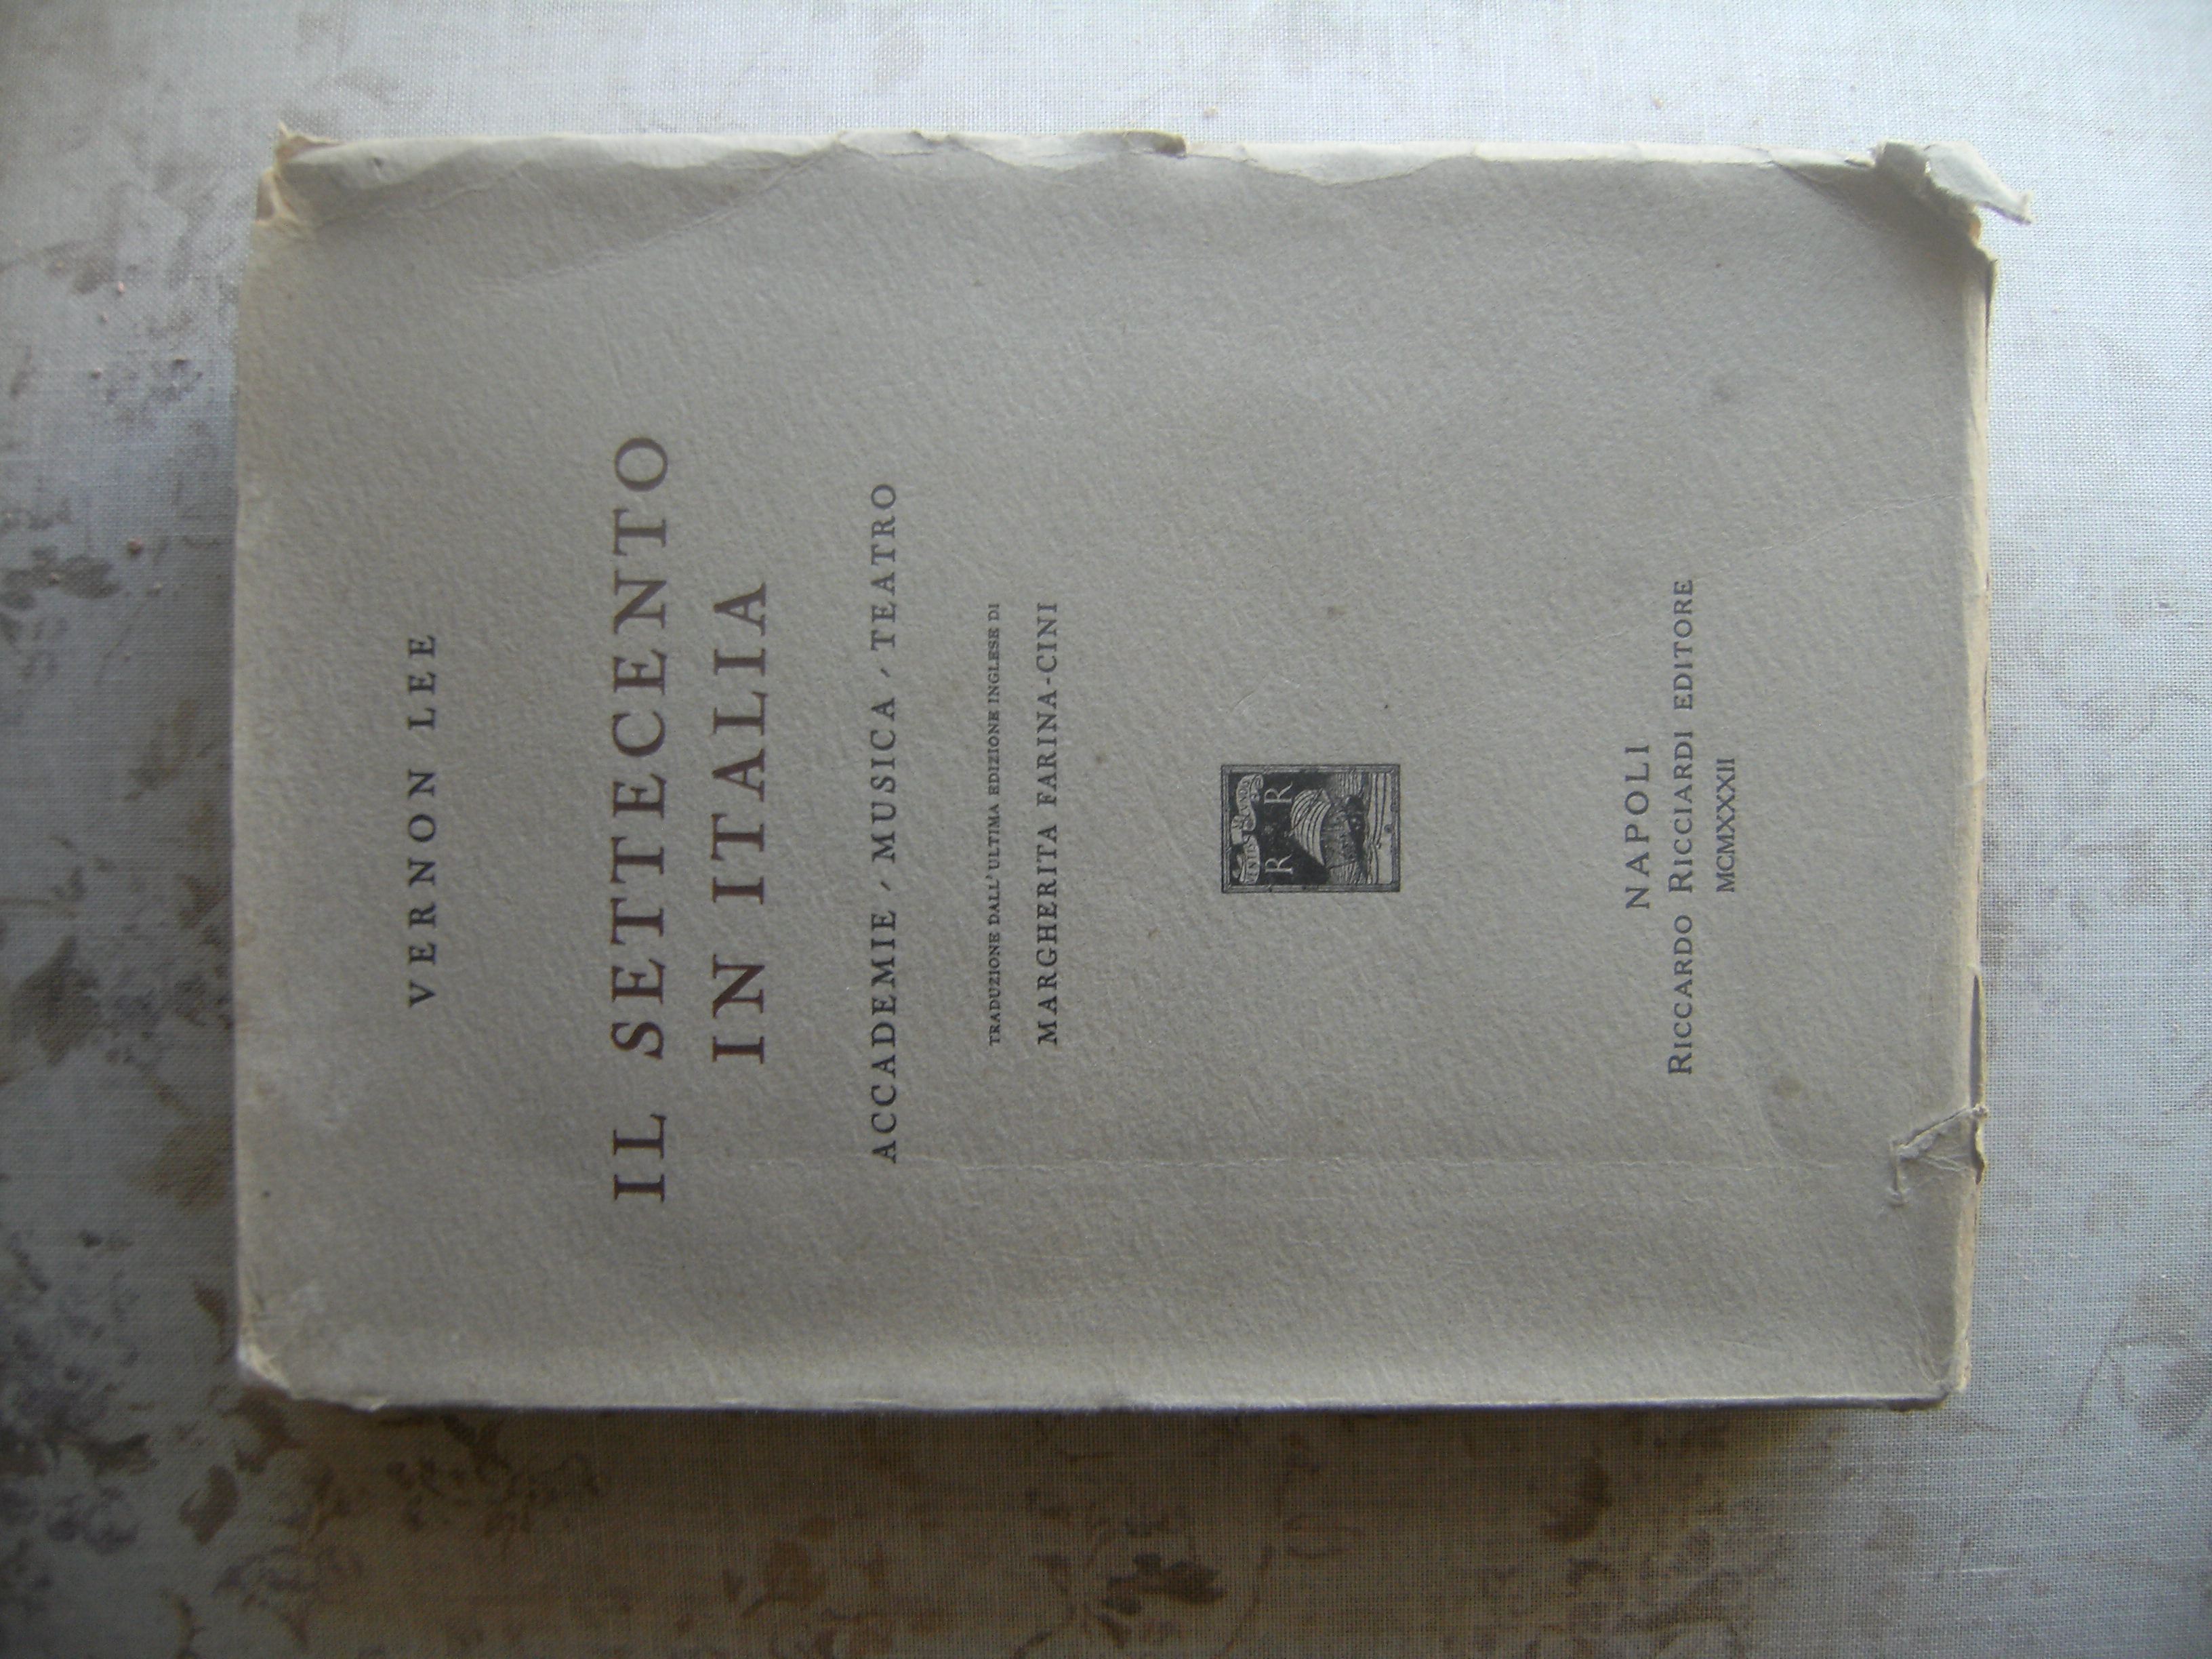 VERNON LEE
IL SETTECENTO
IN ITALIA
ACCADEMIE - MUSICA - TEATRO
TRADUZIONE DALL'ULTIMA EDIZIONE INGLESE DI
MARGHERITA FARINA-CINI
R R
NAPOLI
RICCARDO RICCIARDI EDITORE
MCMXXXII